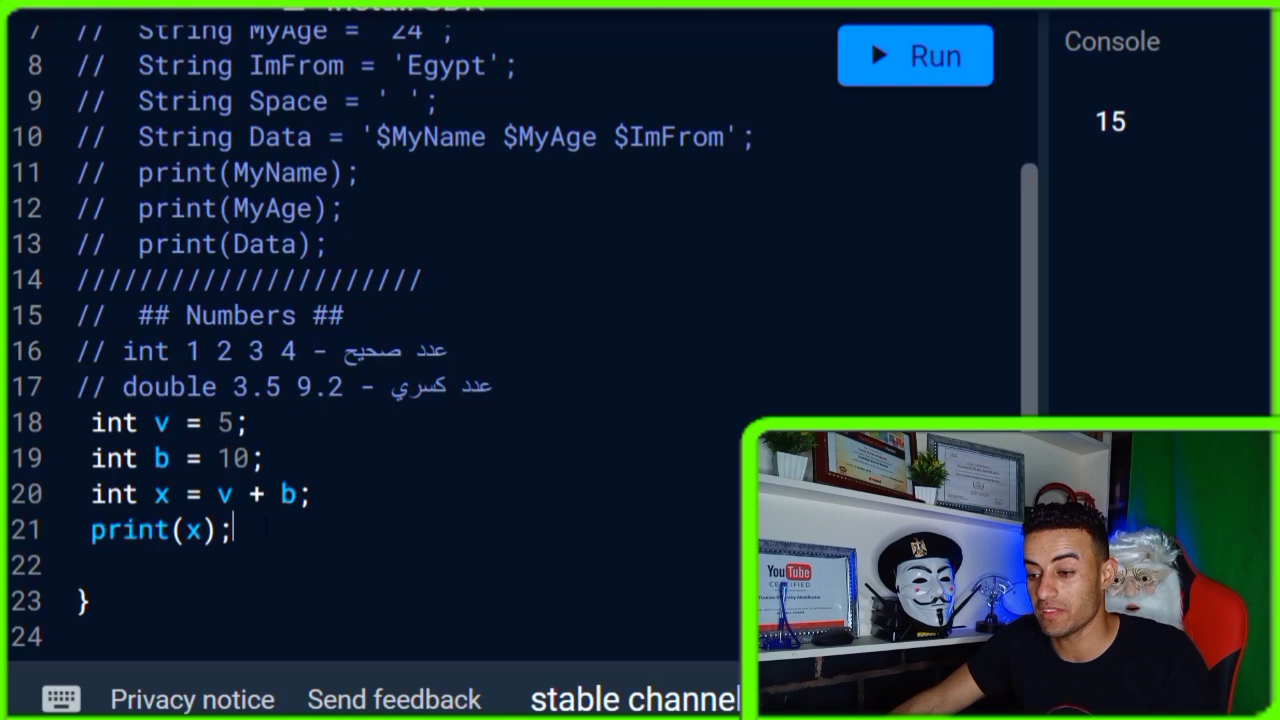 7 // String MyAge = '24';
8 // String ImFrom = 'Egypt';
9 // String Space = ' ';
10 // String Data = '$MyName $MyAge $ImFrom';
11 // print(MyName);
12 // print(MyAge);
13 // print(Data);
14 //////////////////////
15 // ## Numbers ##
16 // int 1 2 3 4 - عدد صحيح
17 // double 3.5 9.2 - عدد كسري
18 int v = 5;
19 int b = 10;
20 int x = v + b;
21 print(x);
22
23 }
24
Run
Console
15
Privacy notice Send feedback stable channel
YouTube
CERTIFIED